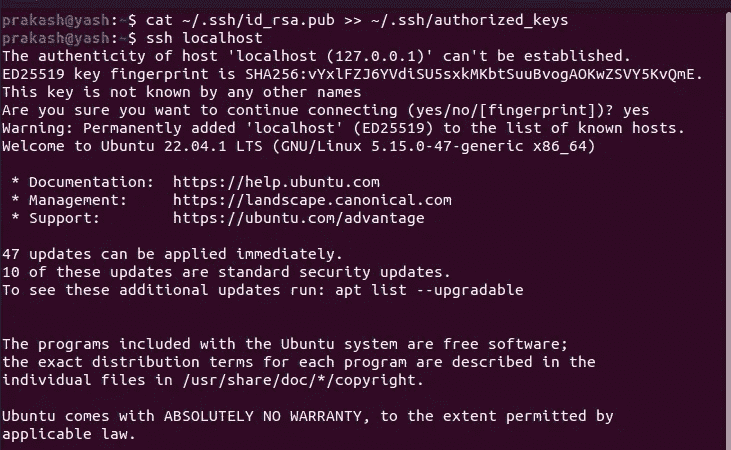 prakash@yash:~$ cat ~/.ssh/id_rsa.pub >> ~/.ssh/authorized_keys
prakash@yash:~$ ssh localhost
The authenticity of host 'localhost (127.0.0.1)' can't be established.
ED25519 key fingerprint is SHA256:vYxlFZJ6YVdiSU5sxkMKbtSuuBvogAOKwZSVY5KvQmE.
This key is not known by any other names
Are you sure you want to continue connecting (yes/no/[fingerprint])? yes
Warning: Permanently added 'localhost' (ED25519) to the list of known hosts.
Welcome to Ubuntu 22.04.1 LTS (GNU/Linux 5.15.0-47-generic x86_64)
* Documentation:  https://help.ubuntu.com
* Management:     https://landscape.canonical.com
* Support:        https://ubuntu.com/advantage
47 updates can be applied immediately.
10 of these updates are standard security updates.
To see these additional updates run: apt list --upgradable
The programs included with the Ubuntu system are free software;
the exact distribution terms for each program are described in the
individual files in /usr/share/doc/*/copyright.
Ubuntu comes with ABSOLUTELY NO WARRANTY, to the extent permitted by
applicable law.